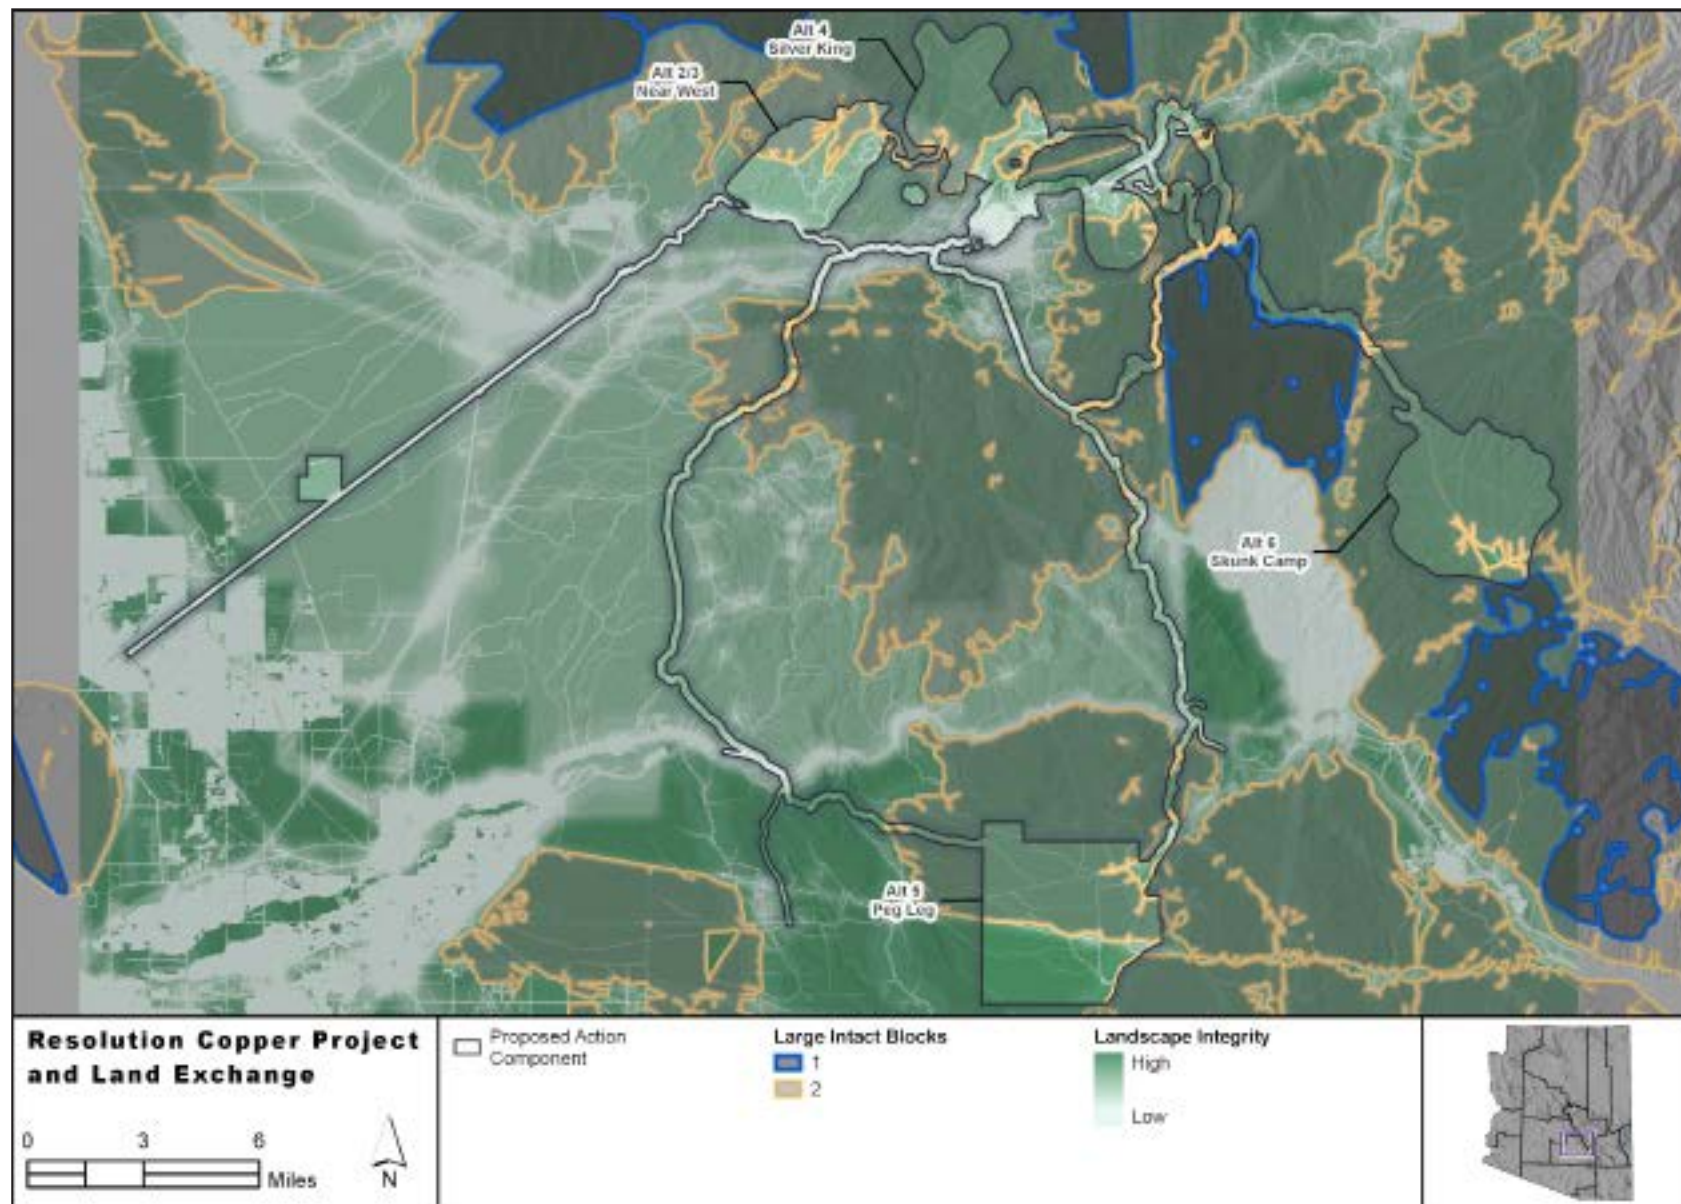 Alt 4
Silver King
Alt 2/3
Near West
Alt 6
Skunk Camp
Alt 5
Peg Leg
Resolution Copper Project
and Land Exchange
0 3 6
Miles
N
Proposed Action
Component
Large Intact Blocks
1
2
Landscape Integrity
High
Low